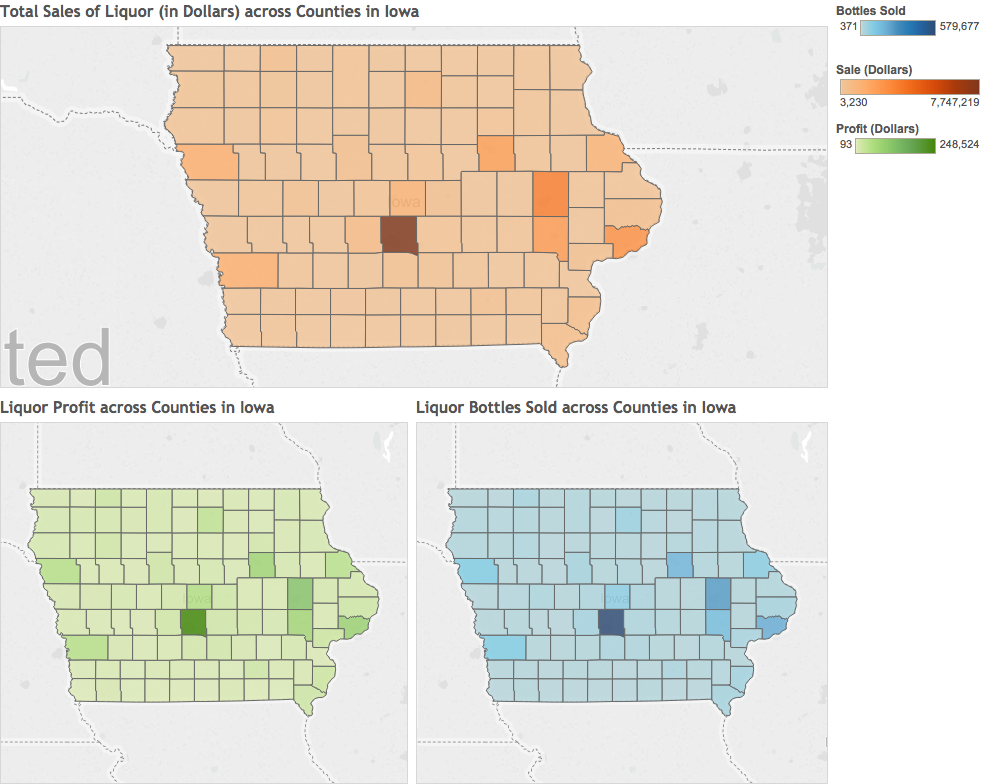 Total Sales of Liquor (in Dollars) across Counties in Iowa
Bottles Sold
371 579,677
Sale (Dollars)
3,230 7,747,219
Profit (Dollars)
93 248,524
Iowa
ted
Liquor Profit across Counties in Iowa
Liquor Bottles Sold across Counties in Iowa
Iowa
Iowa